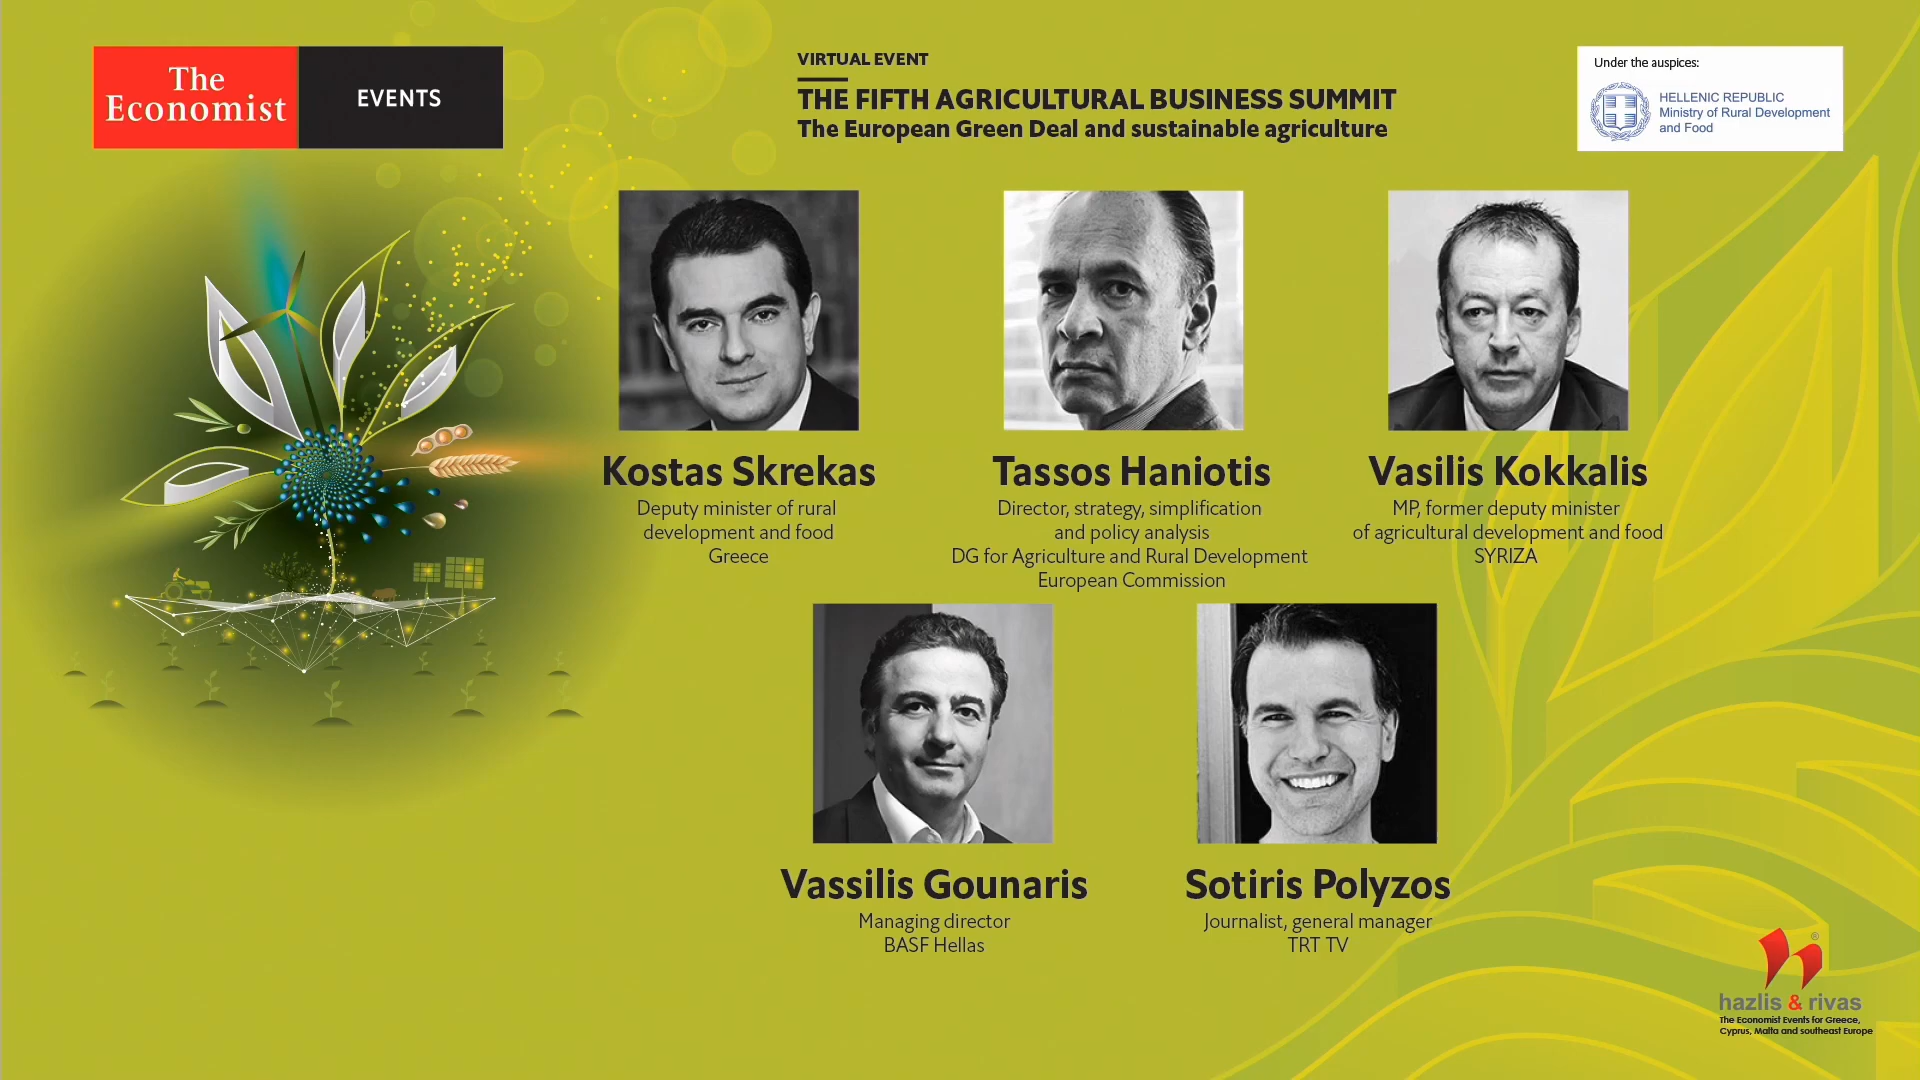 The
Economist
EVENTS
VIRTUAL EVENT
THE FIFTH AGRICULTURAL BUSINESS SUMMIT
The European Green Deal and sustainable agriculture
Under the auspices:
HELLENIC REPUBLIC
Ministry of Rural Development
and Food
Kostas Skrekas
Deputy minister of rural
development and food
Greece
Tassos Haniotis
Director, strategy, simplification
and policy analysis
DG for Agriculture and Rural Development
European Commission
Vasilis Kokkalis
MP, former deputy minister
of agricultural development and food
SYRIZA
Vassilis Gounaris
Managing director
BASF Hellas
Sotiris Polyzos
Journalist, general manager
TRT TV
®
hazlis & rivas
The Economist Events for Greece,
Cyprus, Malta and southeast Europe